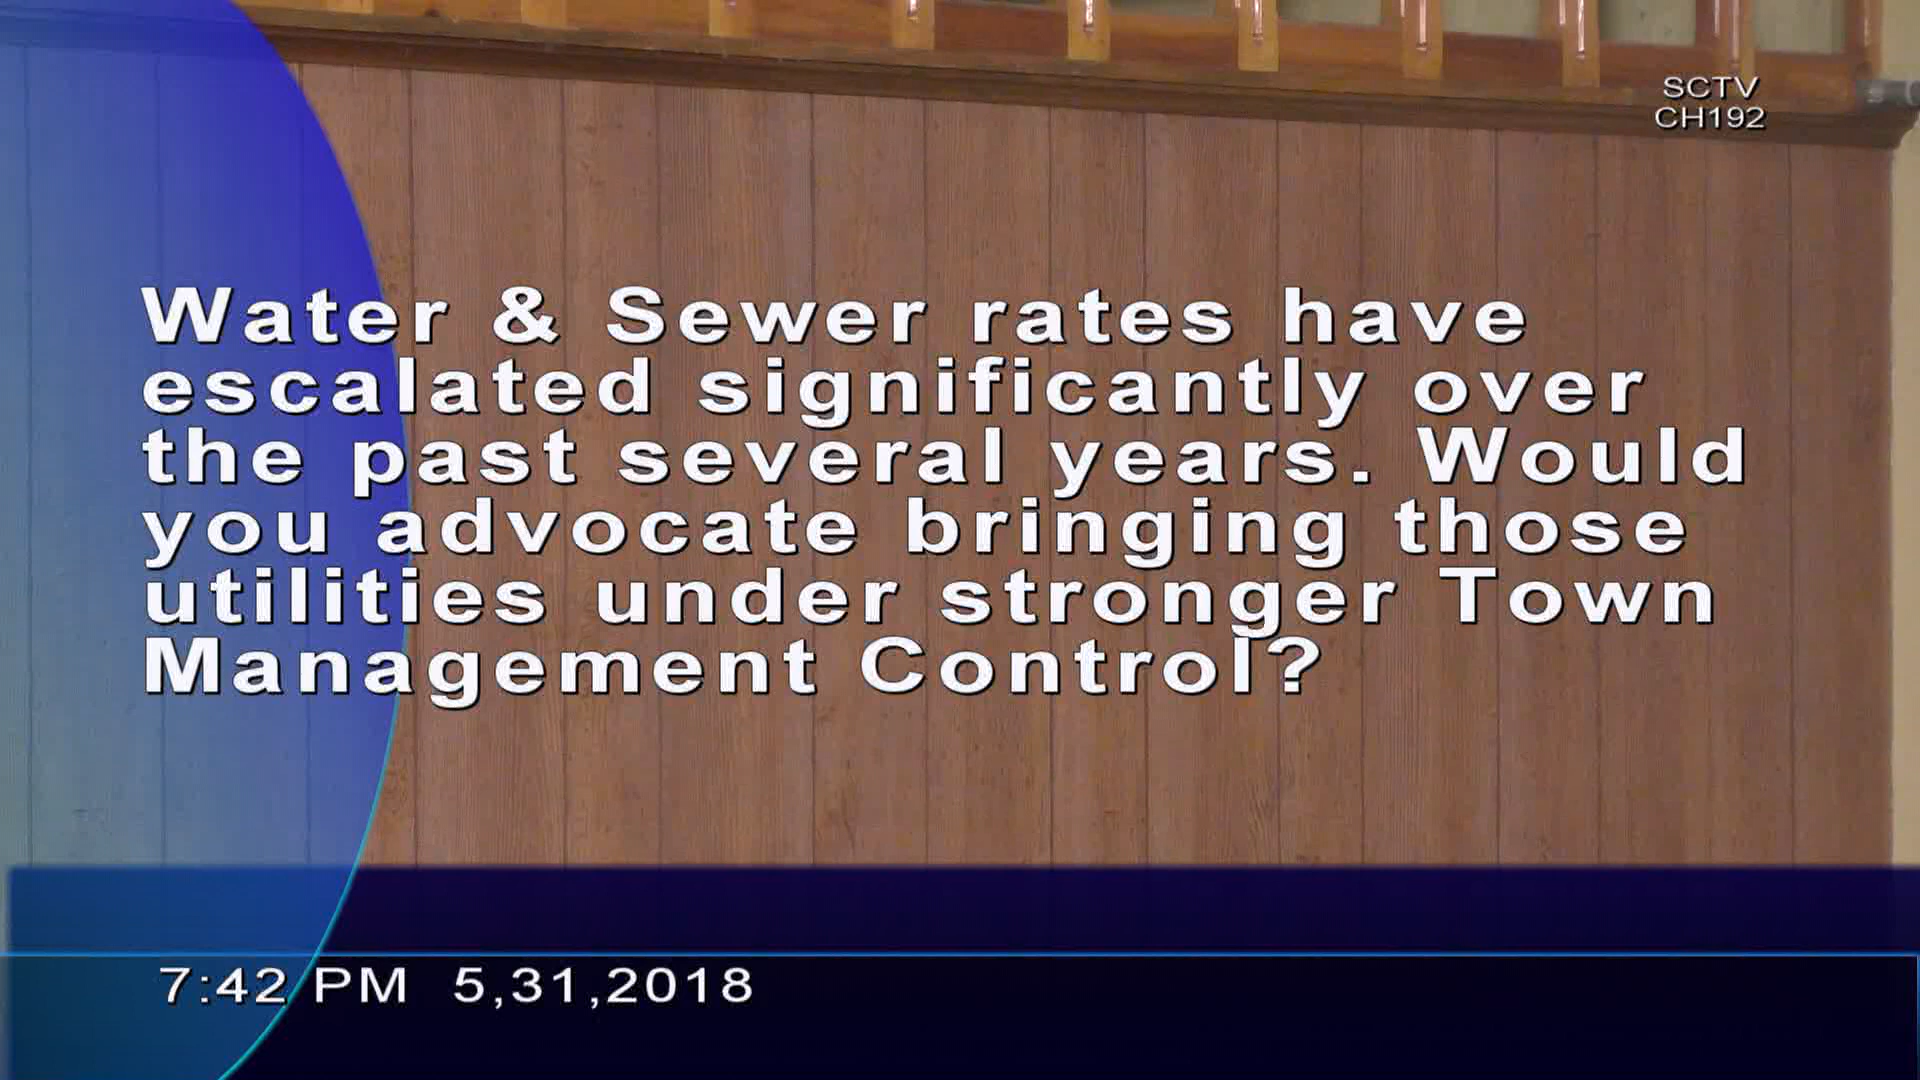 SCTV
CH192
Water & Sewer rates have
escalated significantly over
the past several years. Would
you advocate bringing those
utilities under stronger Town
Management Control?
7:42 PM 5,31,2018